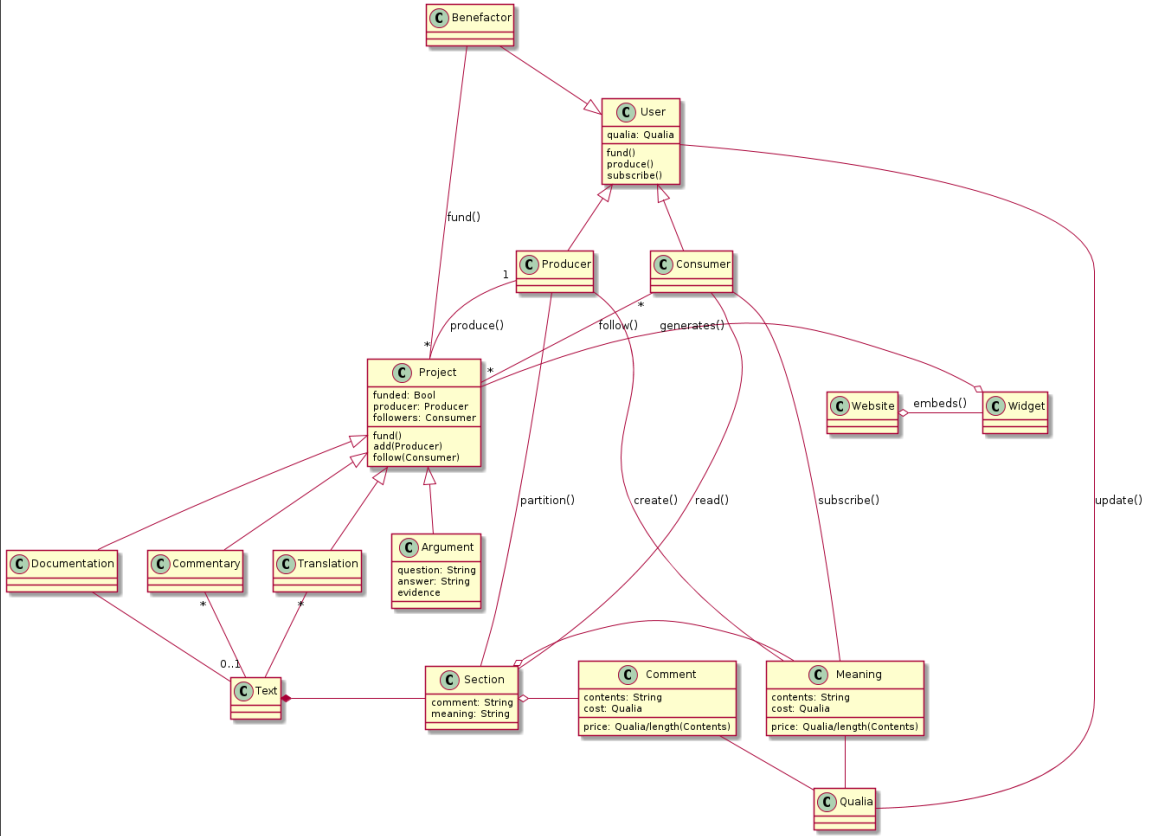 C Benefactor
C User
qualia: Qualia
fund()
produce()
subscribe()
fund()
C Producer
C Consumer
1
*
produce()
follow()
generates()
*
*
C Project
funded: Bool
producer: Producer
followers: Consumer
fund()
add(Producer)
follow(Consumer)
C Website
embeds()
C Widget
partition()
create()
read()
subscribe()
update()
C Documentation
C Commentary
C Translation
C Argument
question: String
answer: String
evidence
*
*
0..1
C Text
C Section
comment: String
meaning: String
C Comment
contents: String
cost: Qualia
price: Qualia/length(Contents)
C Meaning
contents: String
cost: Qualia
price: Qualia/length(Contents)
C Qualia